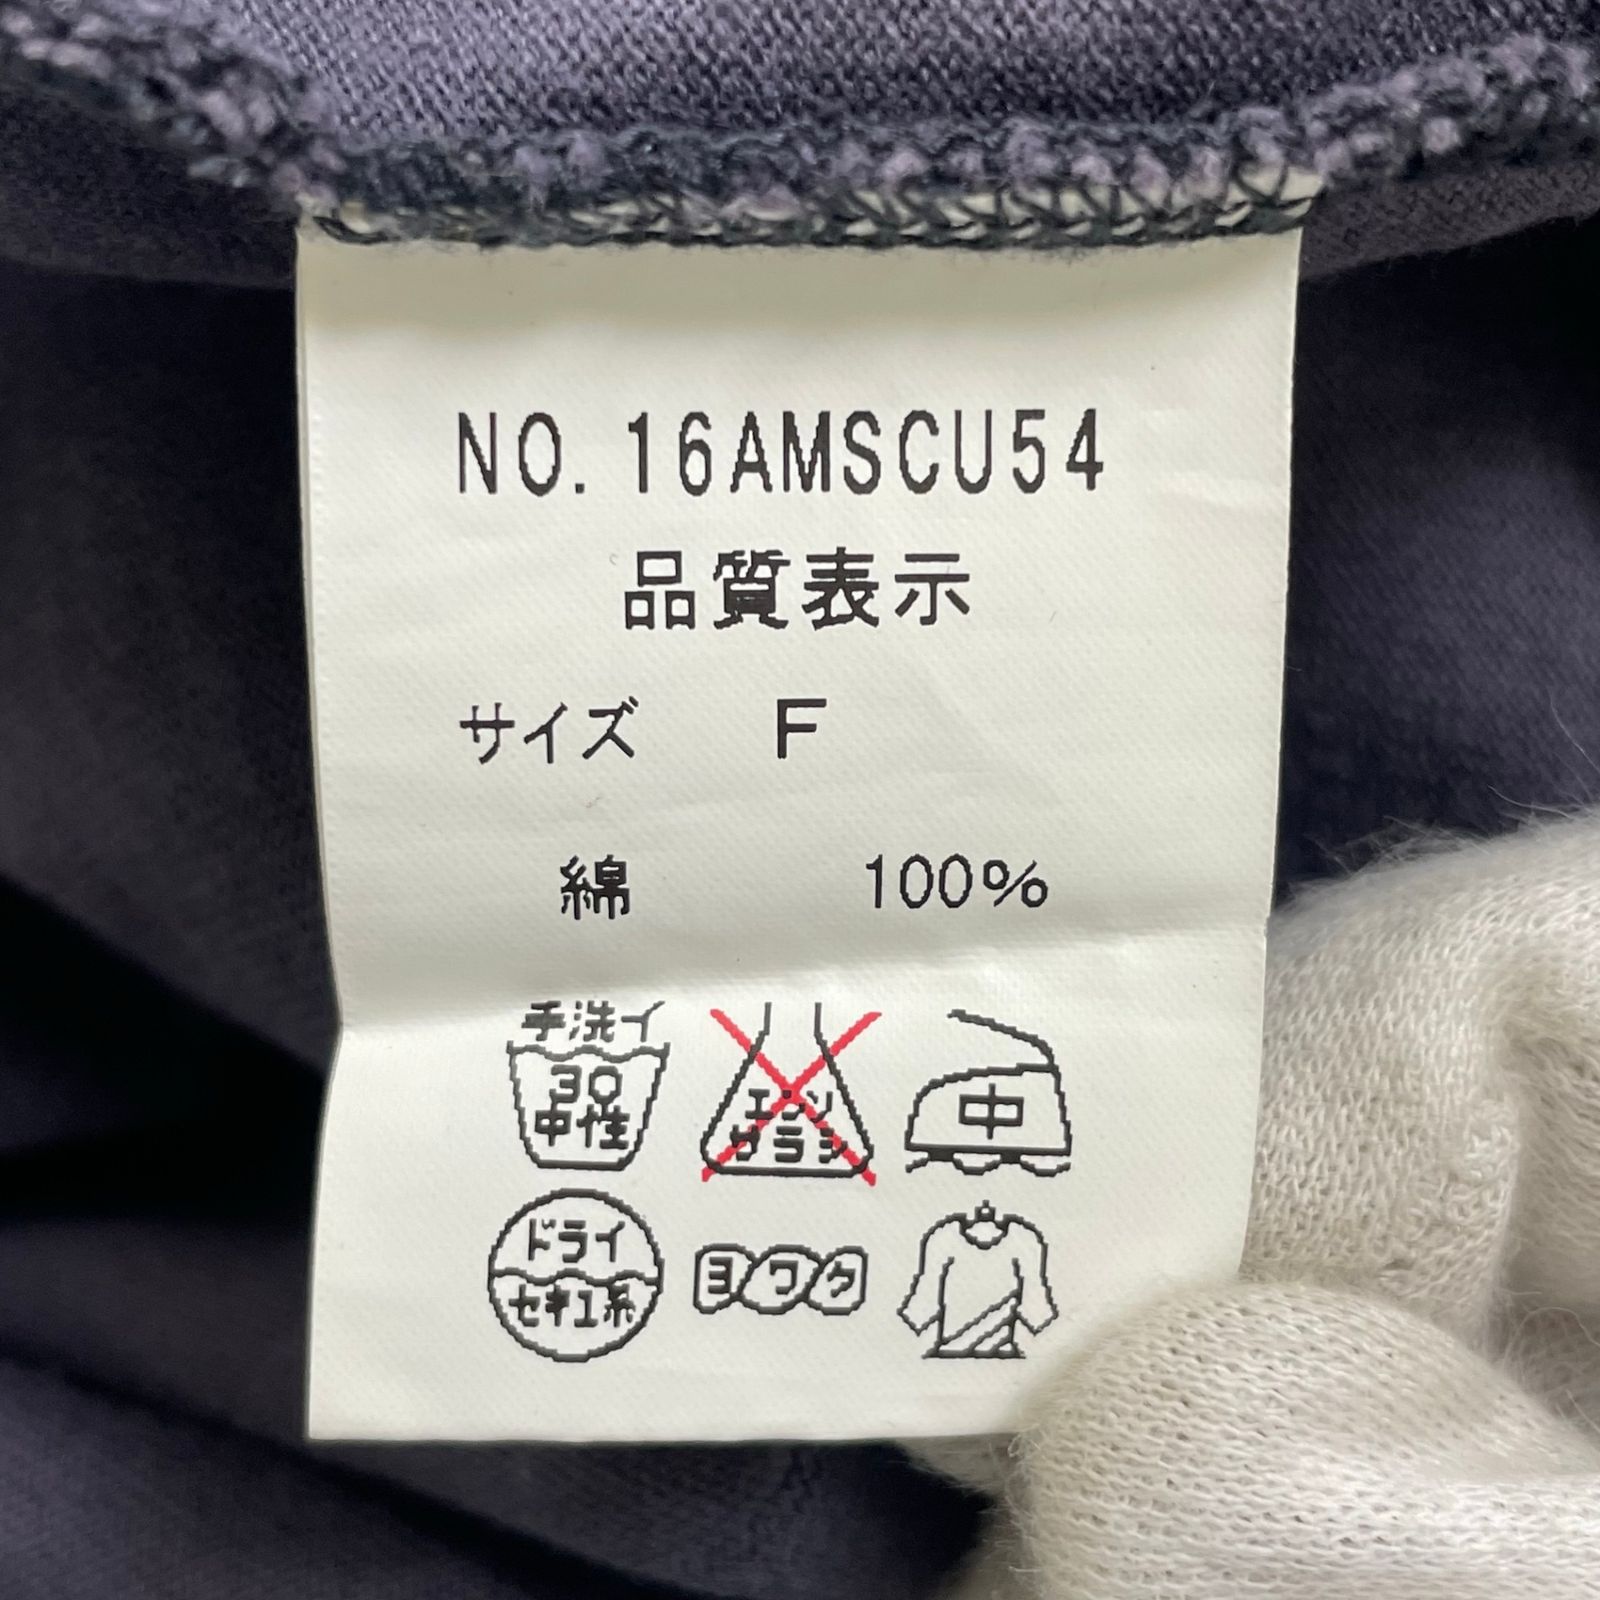 NO.16AMSCU54
品質表示
サイズ F
綿 100%
手洗イ
30
中性
エンソ
サラシ
中
ドライ
セキユ系
ヨワク